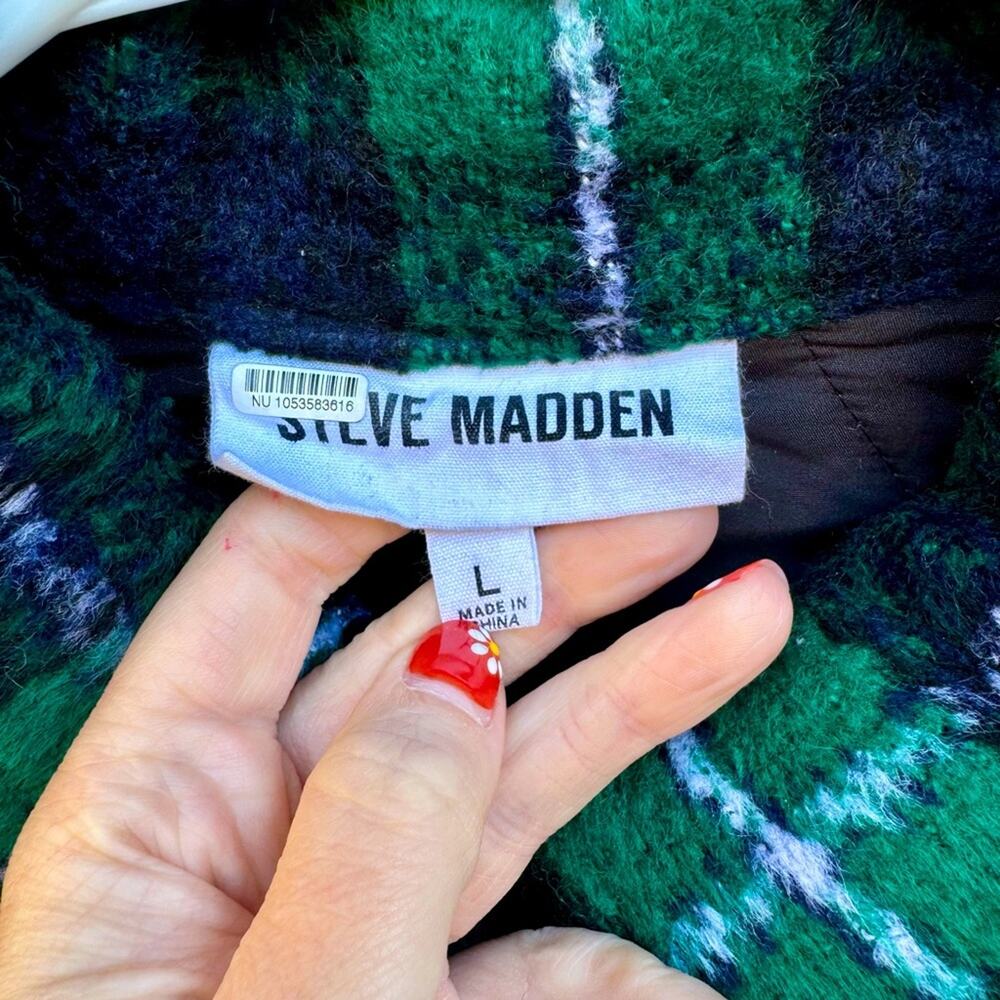 NU 1053583616
STEVE MADDEN
L
MADE IN
CHINA